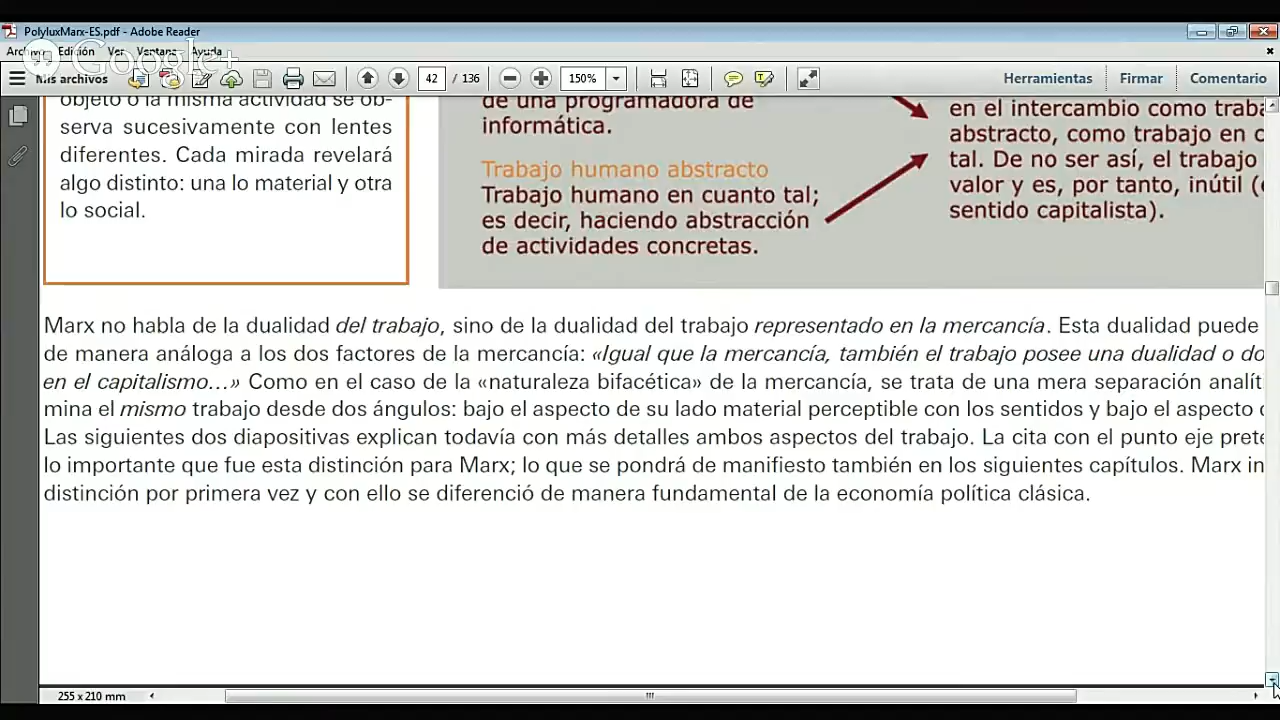 PolyluxMarx-ES.pdf - Adobe Reader
Archivo Edición Ver Ventana Ayuda
Google+
Mis archivos
42 / 136
150%
Herramientas Firmar Comentario
objeto o la misma actividad se ob-
serva sucesivamente con lentes
diferentes. Cada mirada revelará
algo distinto: una lo material y otra
lo social.
de una programadora de
informática.
Trabajo humano abstracto
Trabajo humano en cuanto tal;
es decir, haciendo abstracción
de actividades concretas.
en el intercambio como traba
abstracto, como trabajo en c
tal. De no ser así, el trabajo
valor y es, por tanto, inútil (
sentido capitalista).
Marx no habla de la dualidad del trabajo, sino de la dualidad del trabajo representado en la mercancía. Esta dualidad puede
de manera análoga a los dos factores de la mercancía: «Igual que la mercancía, también el trabajo posee una dualidad o do
en el capitalismo…» Como en el caso de la «naturaleza bifacética» de la mercancía, se trata de una mera separación analít
mina el mismo trabajo desde dos ángulos: bajo el aspecto de su lado material perceptible con los sentidos y bajo el aspecto
Las siguientes dos diapositivas explican todavía con más detalles ambos aspectos del trabajo. La cita con el punto eje prete
lo importante que fue esta distinción para Marx; lo que se pondrá de manifiesto también en los siguientes capítulos. Marx in
distinción por primera vez y con ello se diferenció de manera fundamental de la economía política clásica.
255 x 210 mm